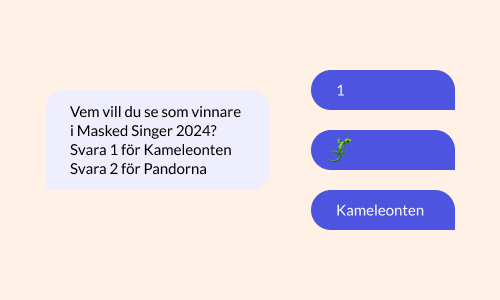 Vem vill du se som vinnare
i Masked Singer 2024?
Svara 1 för Kameleonten
Svara 2 för Pandorna
1
🦎
Kameleonten